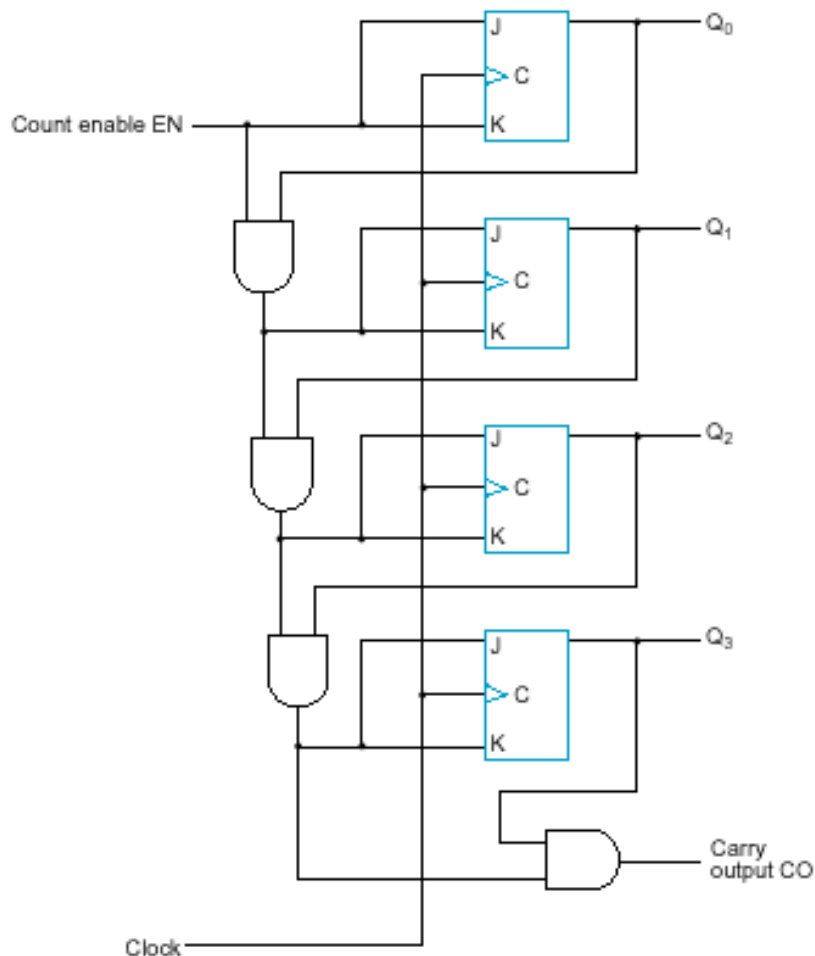 J
Q₀
C
Count enable EN
K
J
Q₁
C
K
J
Q₂
C
K
J
Q₃
C
K
Carry
output CO
Clock